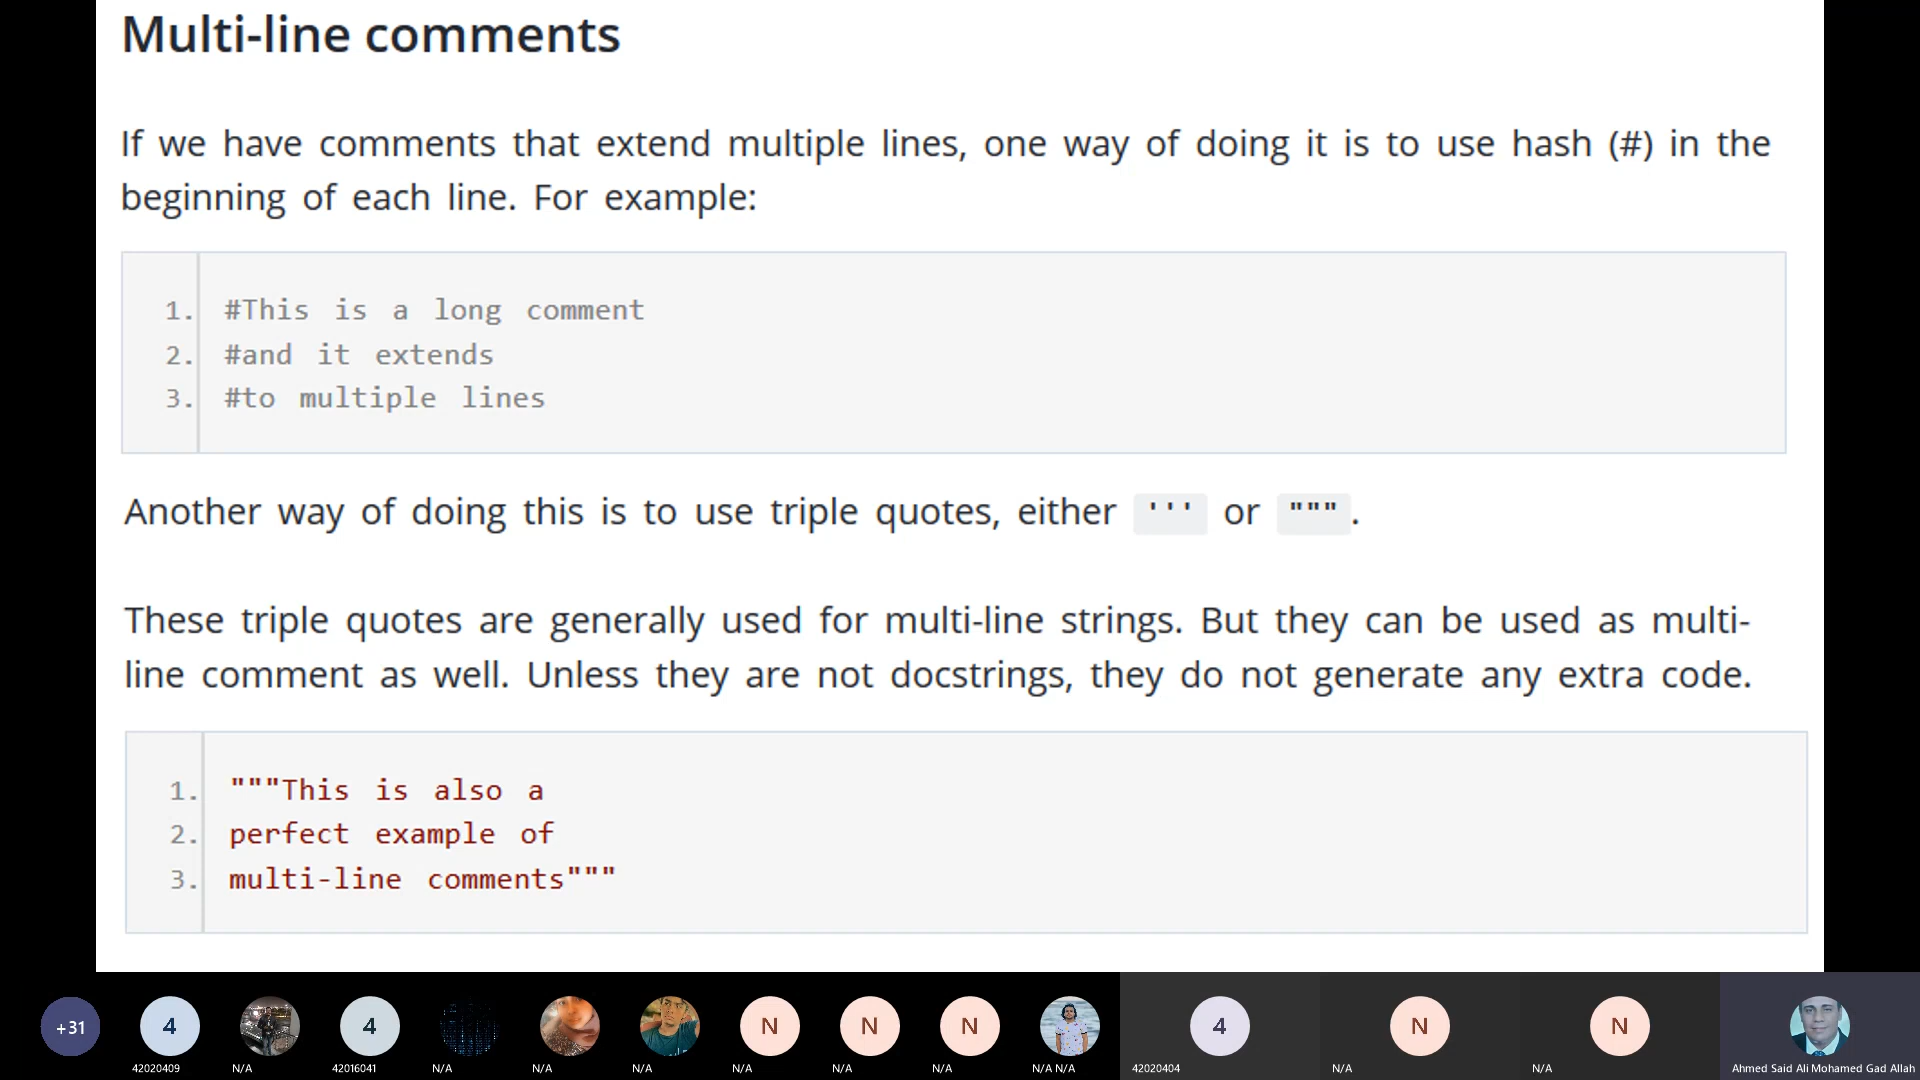 Multi-line comments
If we have comments that extend multiple lines, one way of doing it is to use hash (#) in the
beginning of each line. For example:
1. #This is a long comment
2. #and it extends
3. #to multiple lines
Another way of doing this is to use triple quotes, either ''' or """.
These triple quotes are generally used for multi-line strings. But they can be used as multi-
line comment as well. Unless they are not docstrings, they do not generate any extra code.
1. """This is also a
2. perfect example of
3. multi-line comments"""
+31 4 4 N N N 4 N N
42020409 N/A 42016041 N/A N/A N/A N/A N/A N/A N/A N/A 42020404 N/A N/A Ahmed Said Ali Mohamed Gad Allah